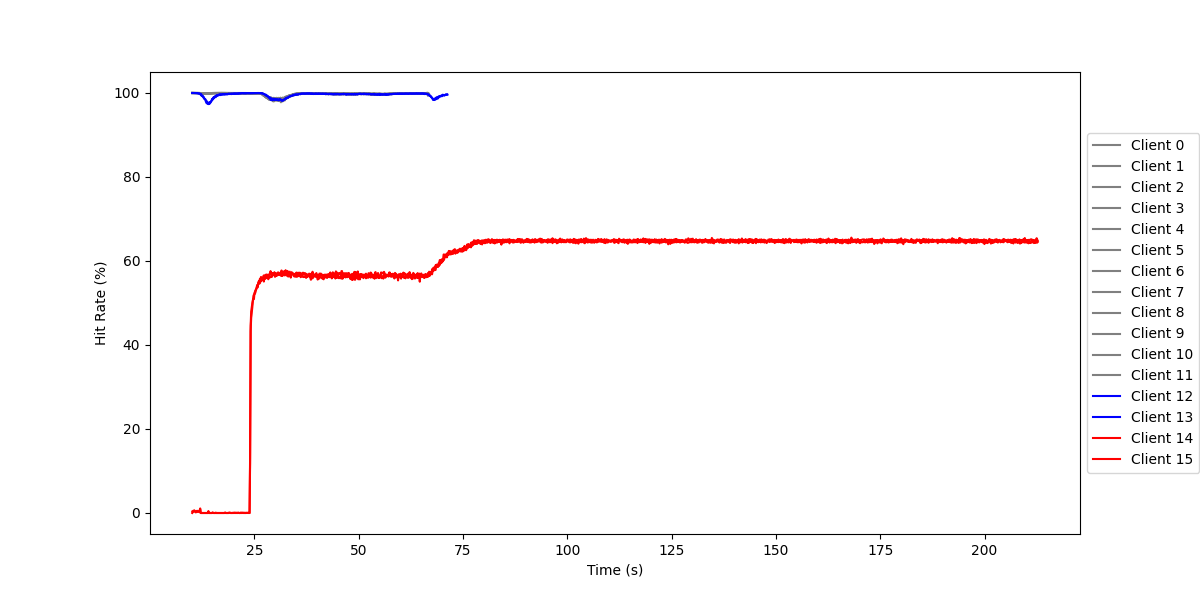 100
80
60
40
20
0
Hit Rate (%)
25
50
75
100
125
150
175
200
Time (s)
Client 0
Client 1
Client 2
Client 3
Client 4
Client 5
Client 6
Client 7
Client 8
Client 9
Client 10
Client 11
Client 12
Client 13
Client 14
Client 15